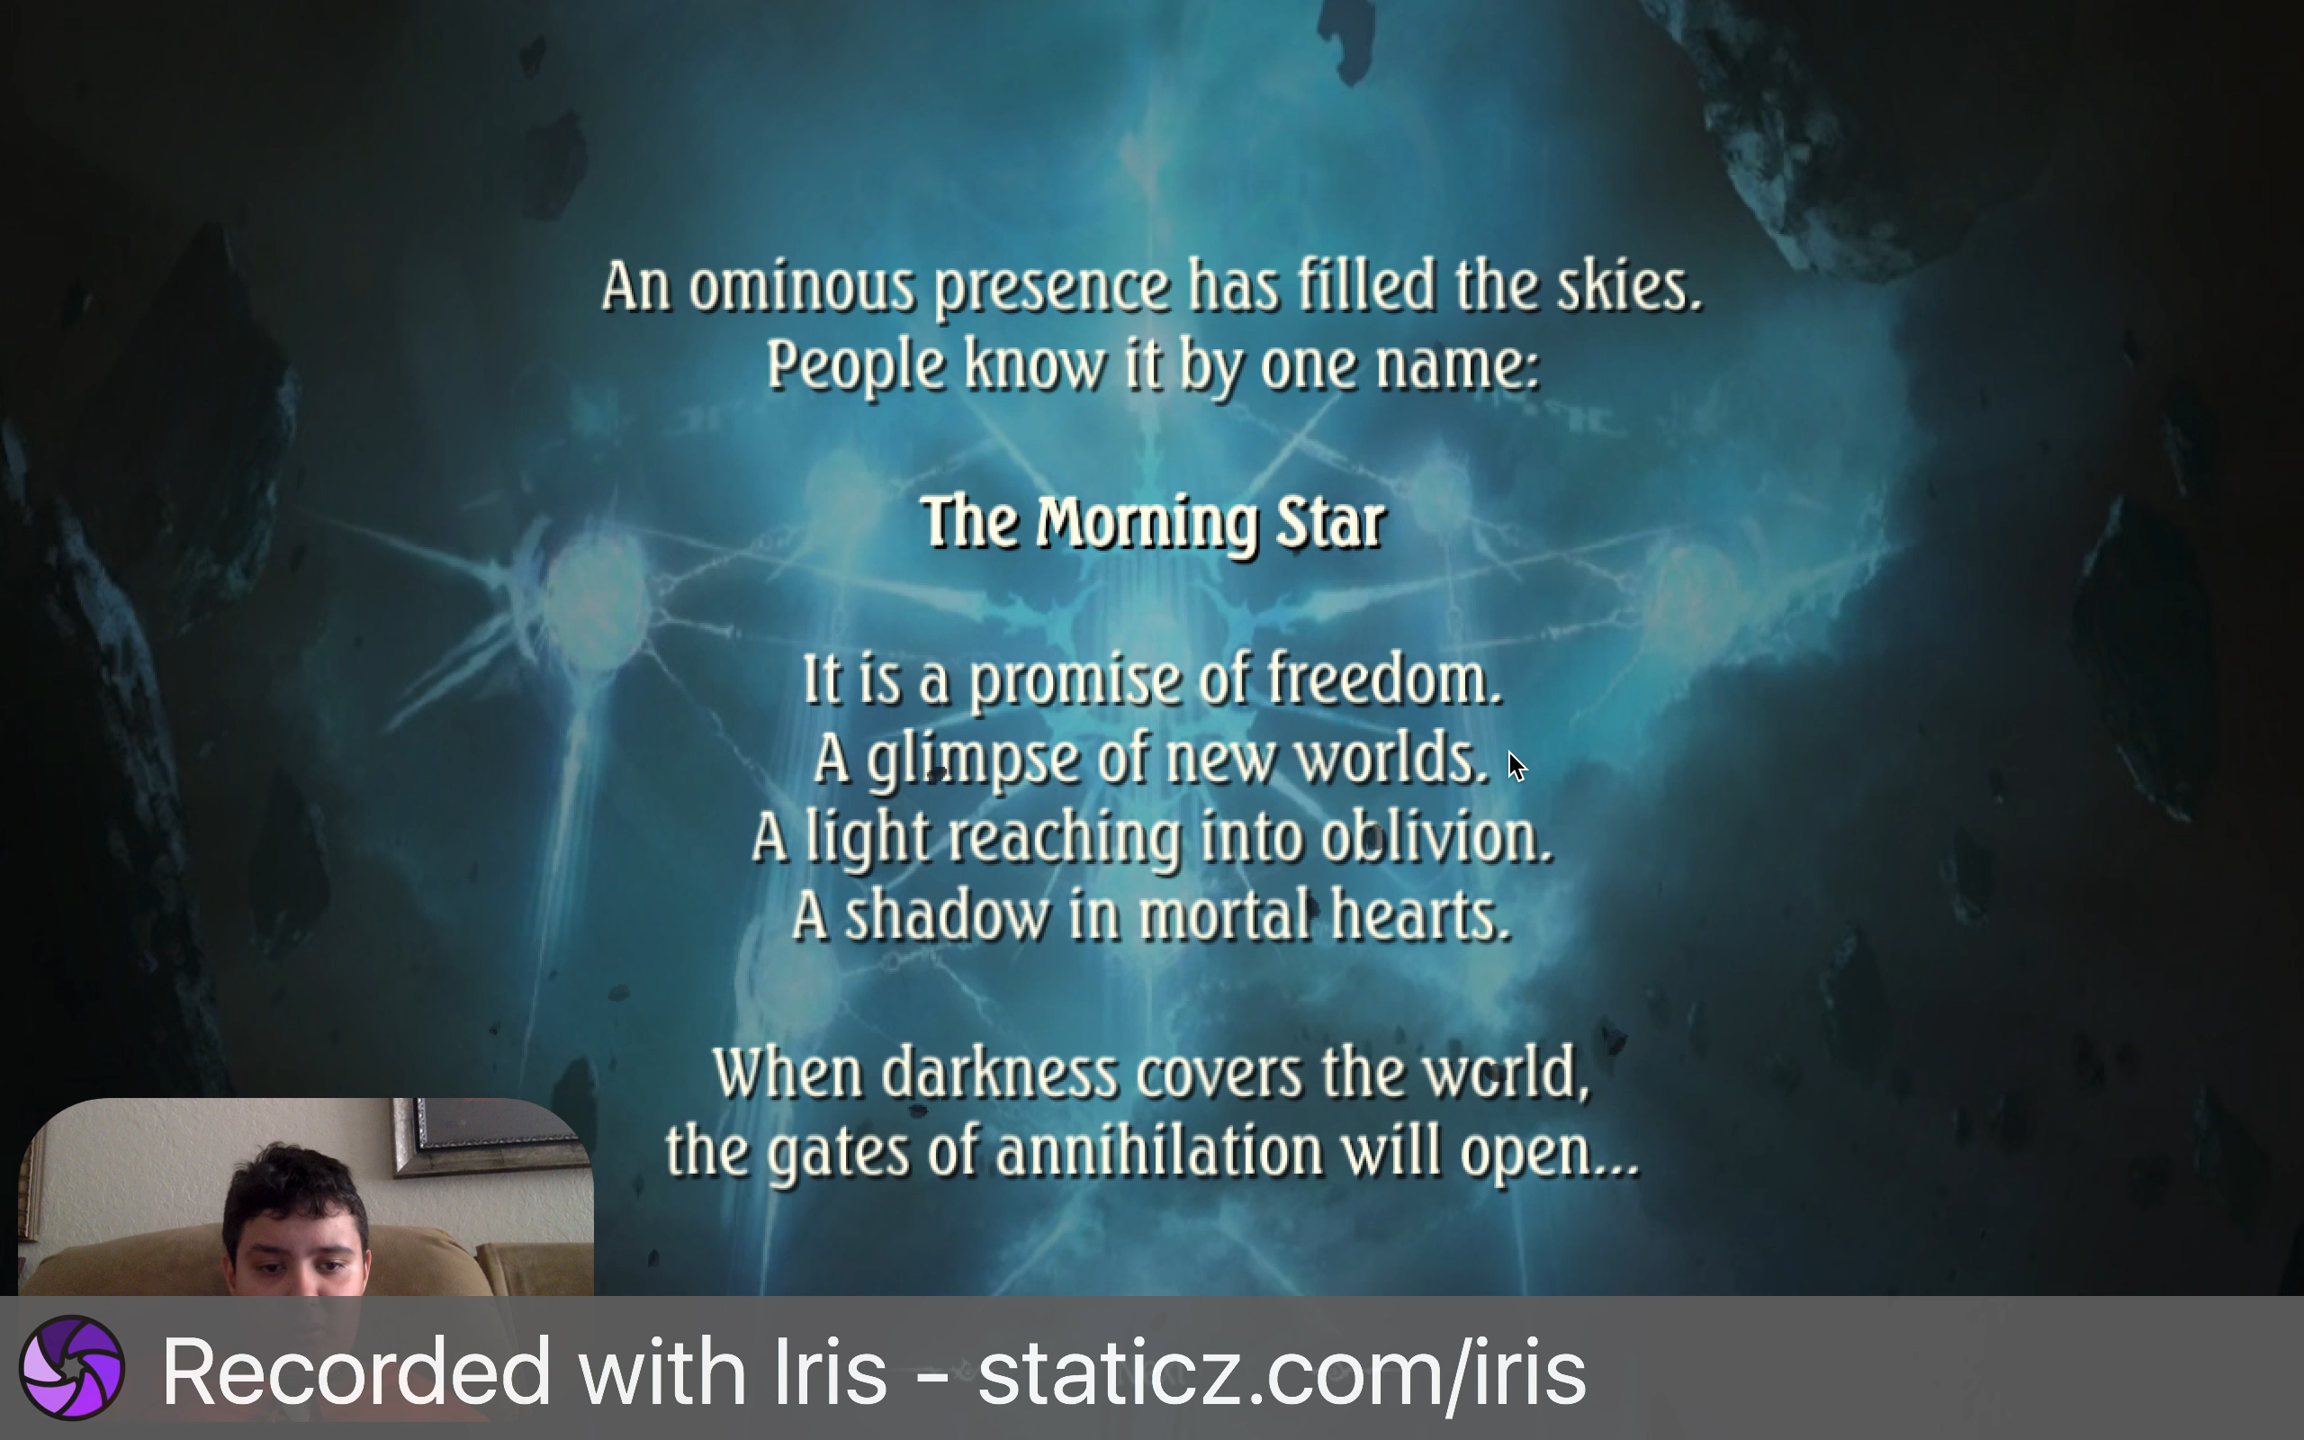 An ominous presence has filled the skies.
People know it by one name:
The Morning Star
It is a promise of freedom.
A glimpse of new worlds.
A light reaching into oblivion.
A shadow in mortal hearts.
When darkness covers the world,
the gates of annihilation will open...
Recorded with Iris - staticz.com/iris